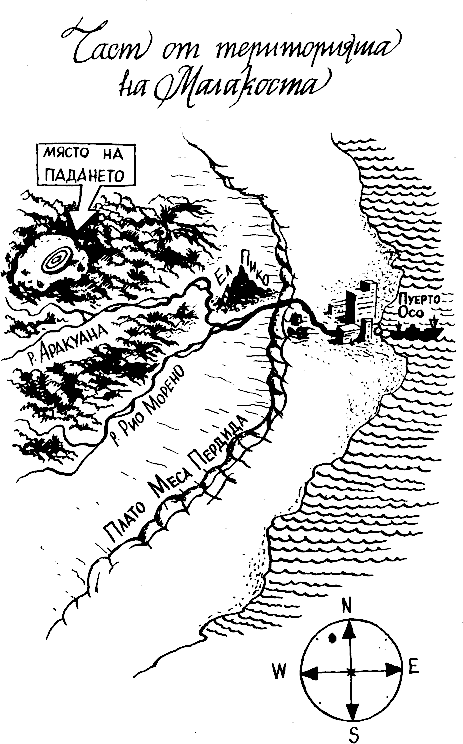 Част от територията
на Малакоста
МЯСТО НА
ПАДАНЕТО
ЕЛ ПИКО
ПУЕРТО
ОСО
Р. АРАКУАНА
Р. РИО МОРЕНО
ПЛАТО МЕСА ПЕРДИДА
N
W
E
S